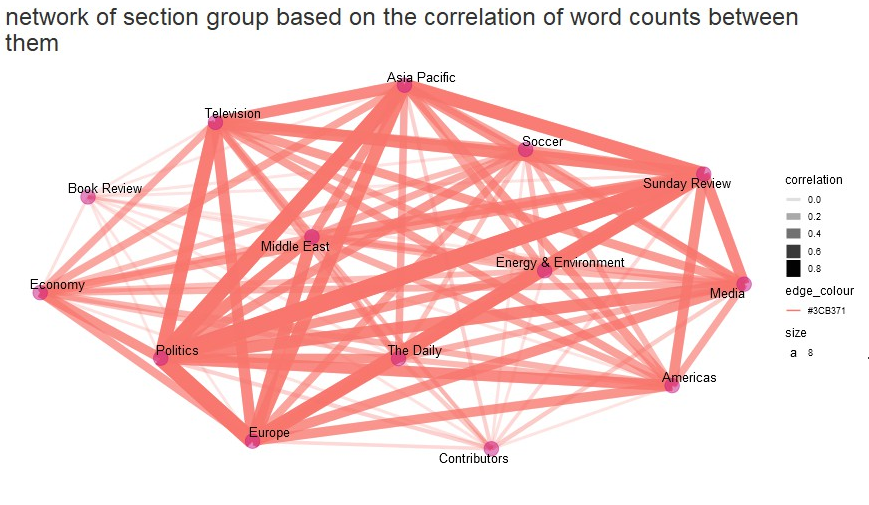 network of section group based on the correlation of word counts between
them
Asia Pacific
Television
Soccer
Sunday Review
Book Review
Middle East
Energy & Environment
Economy
Media
Politics
The Daily
Americas
Europe
Contributors
correlation
0.0
0.2
0.4
0.6
0.8
edge_colour
#3CB371
size
a 8